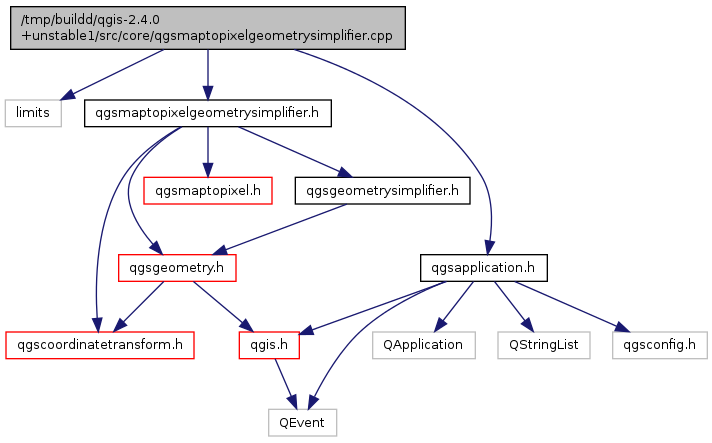 /tmp/buildd/qgis-2.4.0
+unstable1/src/core/qgsmaptopixelgeometrysimplifier.cpp
limits
qgsmaptopixelgeometrysimplifier.h
qgsmaptopixel.h
qgsgeometrysimplifier.h
qgsgeometry.h
qgsapplication.h
qgscoordinatetransform.h
qgis.h
QApplication
QStringList
qgsconfig.h
QEvent